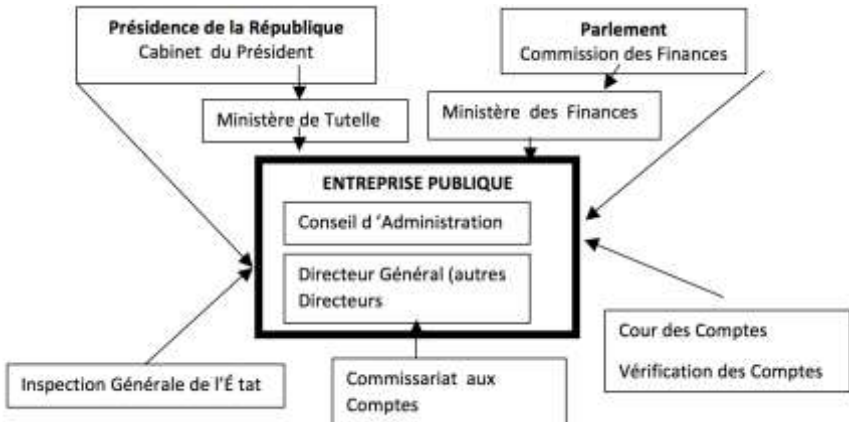 Présidence de la République
Cabinet du Président
Parlement
Commission des Finances
Ministère de Tutelle
Ministère des Finances
ENTREPRISE PUBLIQUE
Conseil d ‘Administration
Directeur Général (autres
Directeurs
Cour des Comptes
Vérification des Comptes
Inspection Générale de l’É tat
Commissariat aux
Comptes